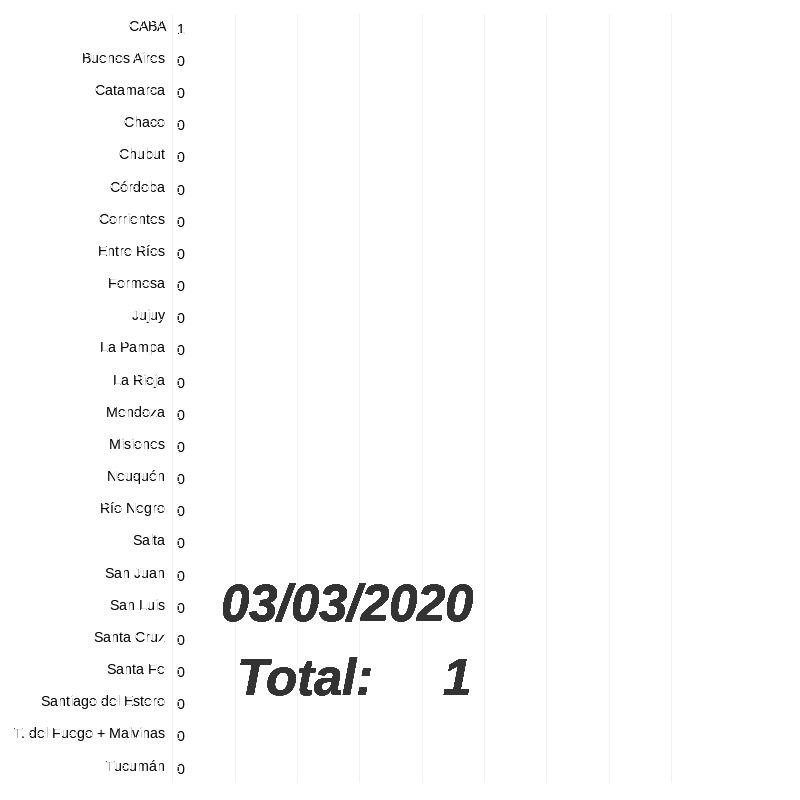 CABA 1
Buenos Aires 0
Catamarca 0
Chaco 0
Chubut 0
Córdoba 0
Corrientes 0
Entre Ríos 0
Formosa 0
Jujuy 0
La Pampa 0
La Rioja 0
Mendoza 0
Misiones 0
Neuquén 0
Río Negro 0
Salta 0
San Juan 0
San Luis 0
03/03/2020
Santa Cruz 0
Santa Fe 0
Total: 1
Santiago del Estero 0
T. del Fuego + Malvinas 0
Tucumán 0